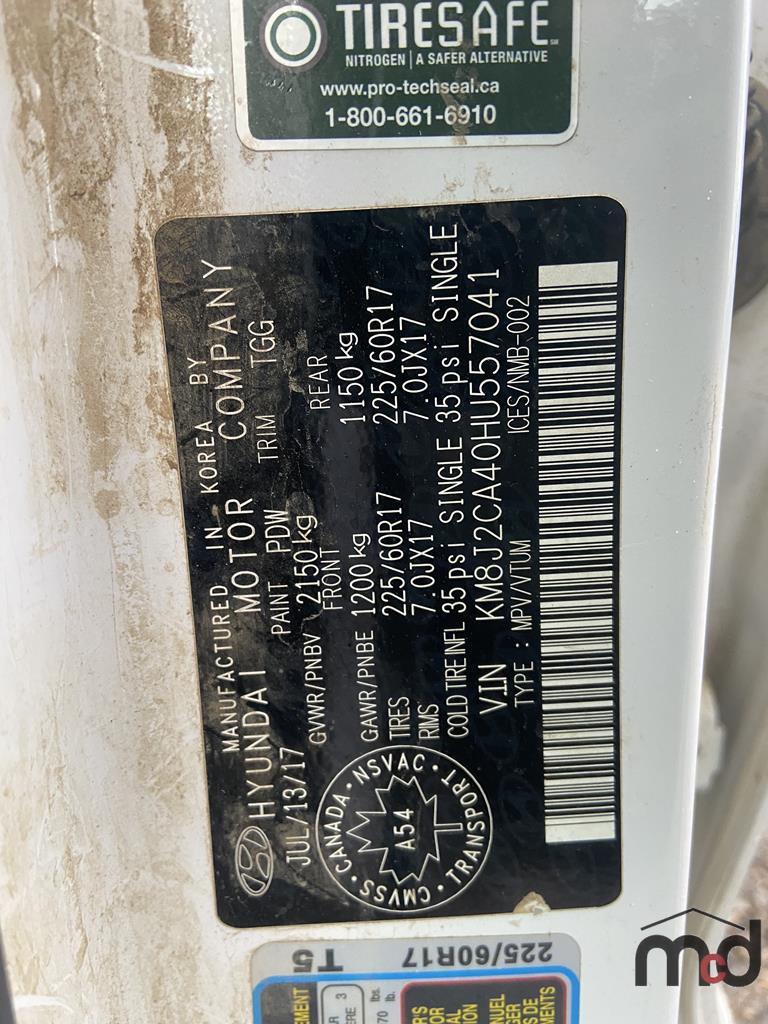 TIRESAFE
NITROGEN | A SAFER ALTERNATIVE
www.pro-techseal.ca
1-800-661-6910
MANUFACTURED IN KOREA BY
HYUNDAI MOTOR COMPANY
JUL/13/17 PAINT PDW TRIM TGG
GVWR/PNBV 2150 kg
FRONT REAR
GAWR/PNBE 1200 kg 1150 kg
TIRES 225/60R17 225/60R17
RIMS 7.0JX17 7.0JX17
COLD TIRE INFL 35 psi SINGLE 35 psi SINGLE
VIN KM8J2CA40HU557041
TYPE : MPV/VTUM ICES/NMB-002
CANADA · NSVAC · TRANSPORT · CMVSS ·
A54
225/60R17
T5
mcd